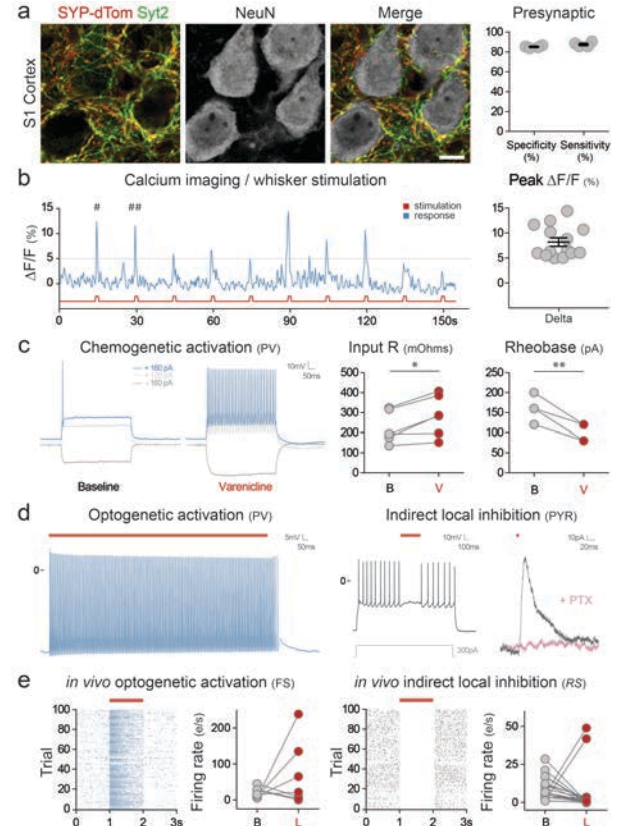 a
SYP-dTom Syt2
NeuN
Merge
Presynaptic
S1 Cortex
100
80
60
40
20
0
Specificity (%)
Sensitivity (%)
b
Calcium imaging / whisker stimulation
Peak ΔF/F (%)
# ##
stimulation
response
ΔF/F (%)
15
10
5
0
0 30 60 90 120 150s
15
10
5
0
Delta
c
Chemogenetic activation (PV)
Input R (mOhms)
Rheobase (pA)
10mV
50ms
Baseline
Varenicline
*
500
400
300
200
100
0
B V
**
250
200
150
100
50
0
B V
d
Optogenetic activation (PV)
Indirect local inhibition (PYR)
5mV
50ms
10mV
100ms
10pA
20ms
0
0
+ PTX
300pA
e
in vivo optogenetic activation (FS)
in vivo indirect local inhibition (RS)
Trial
100
80
60
40
20
0
0 1 2 3s
Firing rate (e/s)
200
100
0
B L
Trial
100
80
60
40
20
0
0 1 2 3s
Firing rate (e/s)
50
25
0
B L